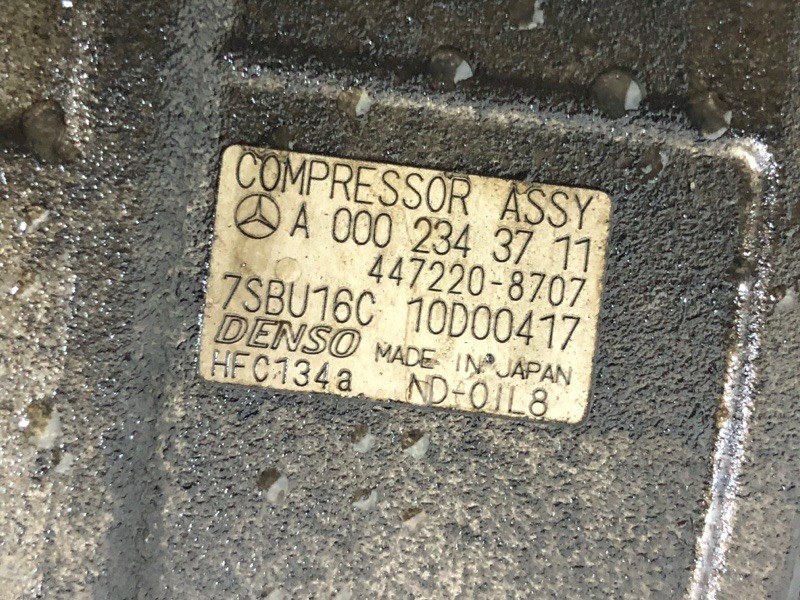 COMPRESSOR ASSY
A 000 234 37 11
447220-8707
7SBU16C 10D00417
DENSO MADE IN JAPAN
HFC134a ND-OIL8